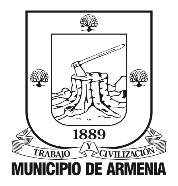 1889
TRABAJO Y CIVILIZACIÓN
MUNICIPIO DE ARMENIA